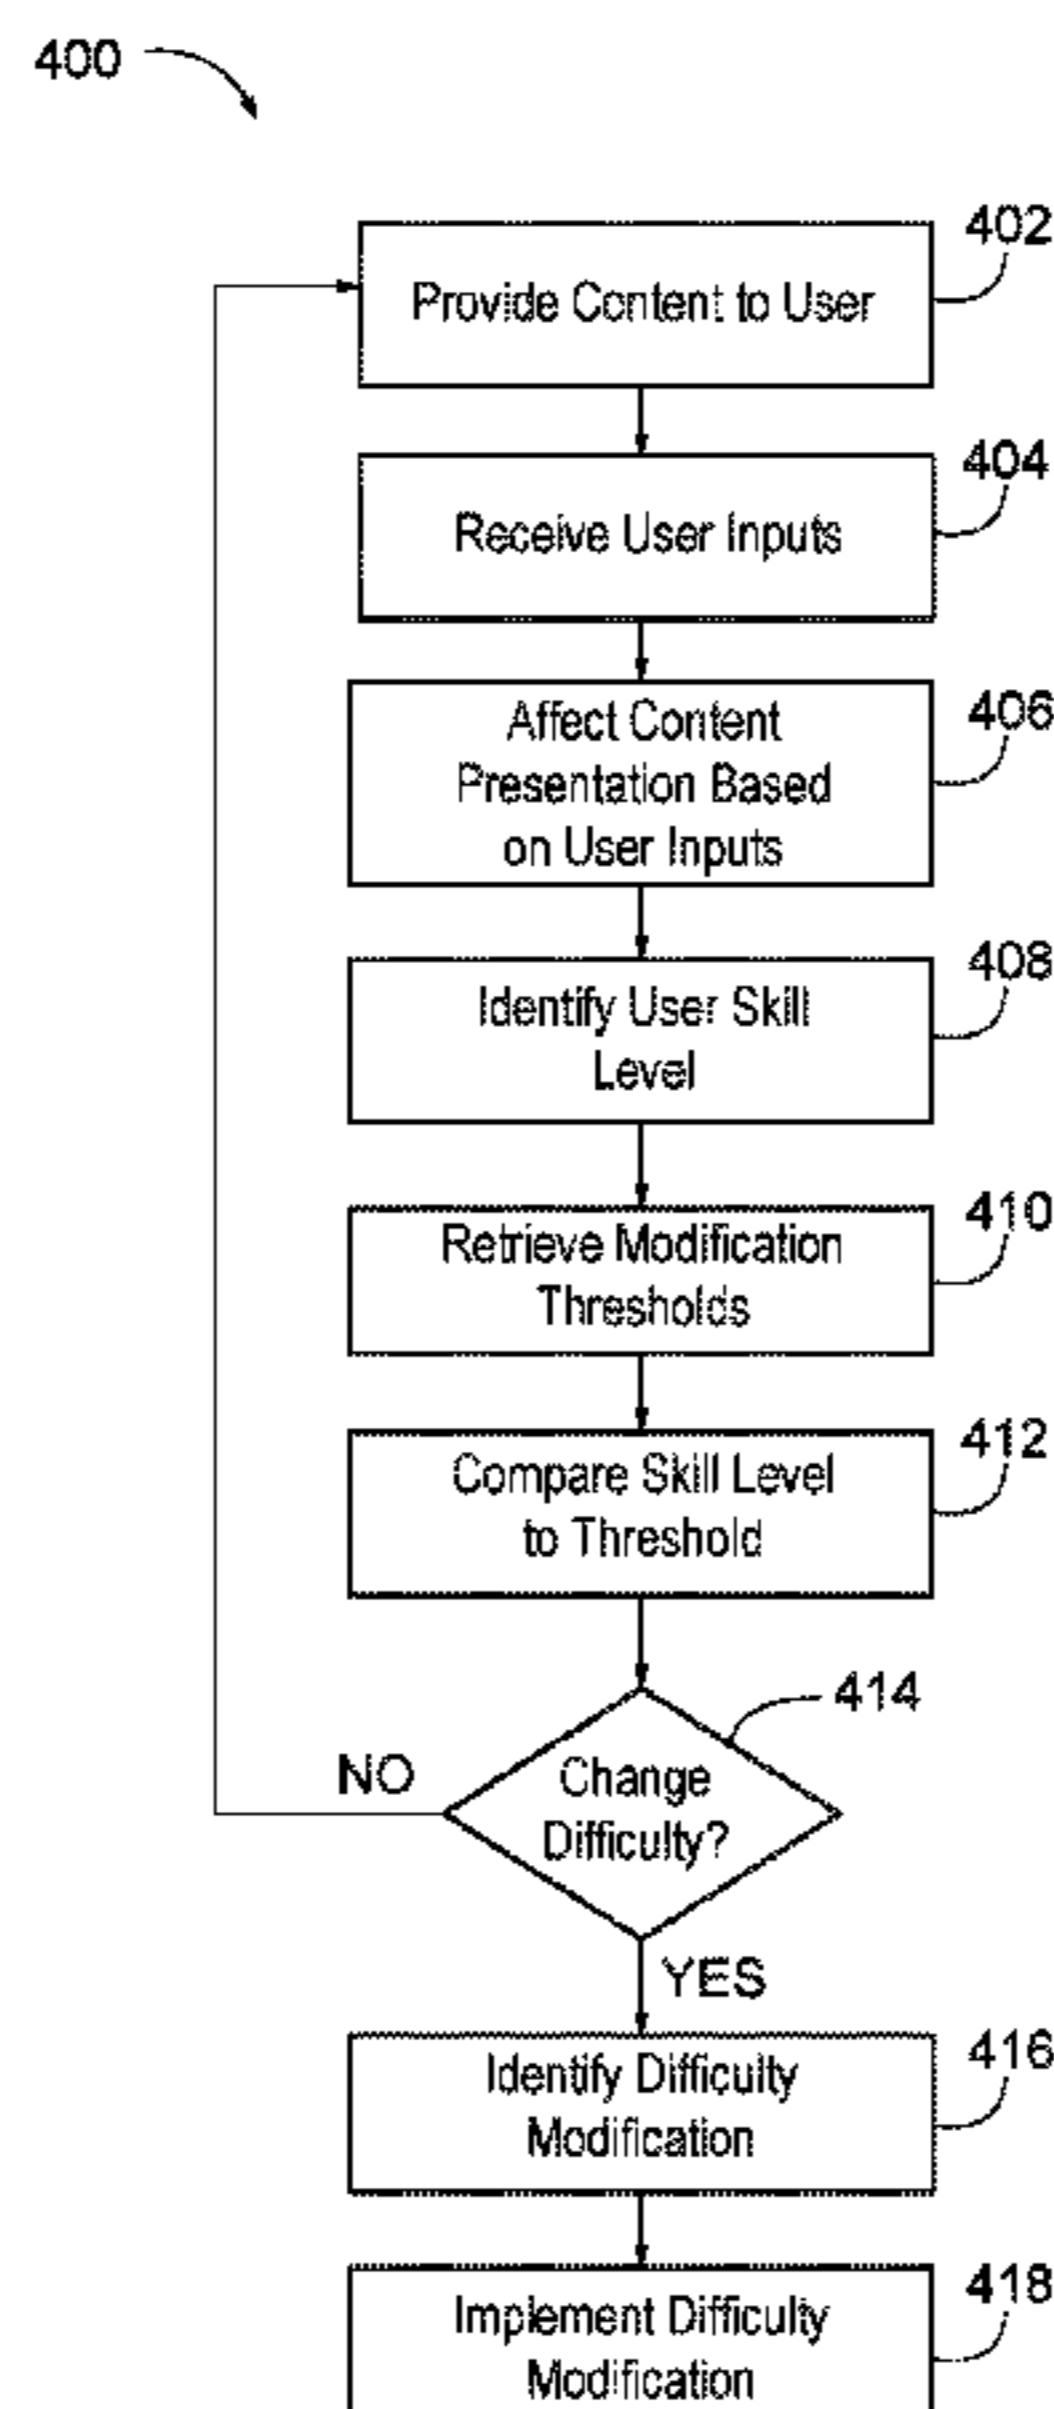 400
402
Provide Content to User
404
Receive User Inputs
406
Affect Content
Presentation Based
on User Inputs
408
Identify User Skill
Level
410
Retrieve Modification
Thresholds
412
Compare Skill Level
to Threshold
414
Change
Difficulty?
NO
YES
416
Identify Difficulty
Modification
418
Implement Difficulty
Modification